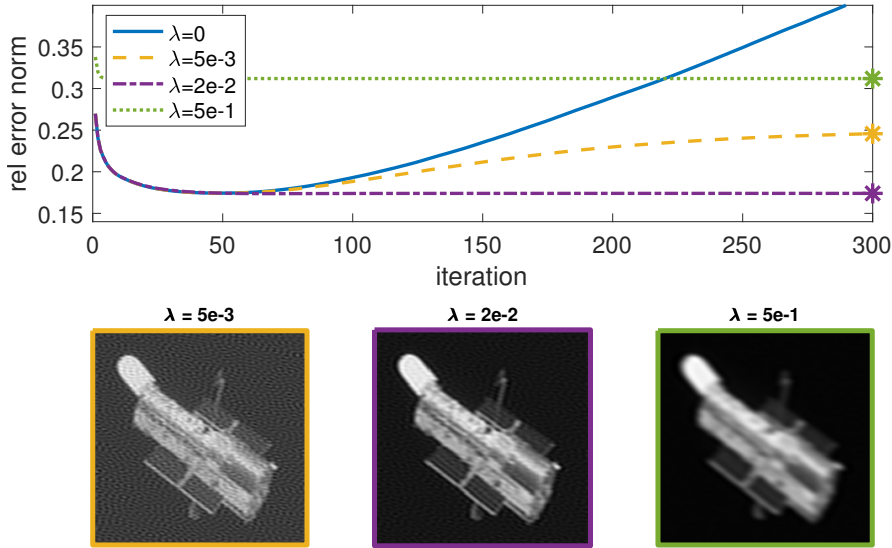 0.35
0.3
0.25
0.2
0.15
rel error norm
λ=0
λ=5e-3
λ=2e-2
λ=5e-1
0 50 100 150 200 250 300
iteration
λ = 5e-3 λ = 2e-2 λ = 5e-1